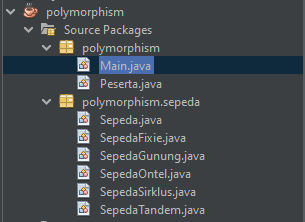 polymorphism
Source Packages
polymorphism
Main.java
Peserta.java
polymorphism.sepeda
Sepeda.java
SepedaFixie.java
SepedaGunung.java
SepedaOntel.java
SepedaSirklus.java
SepedaTandem.java